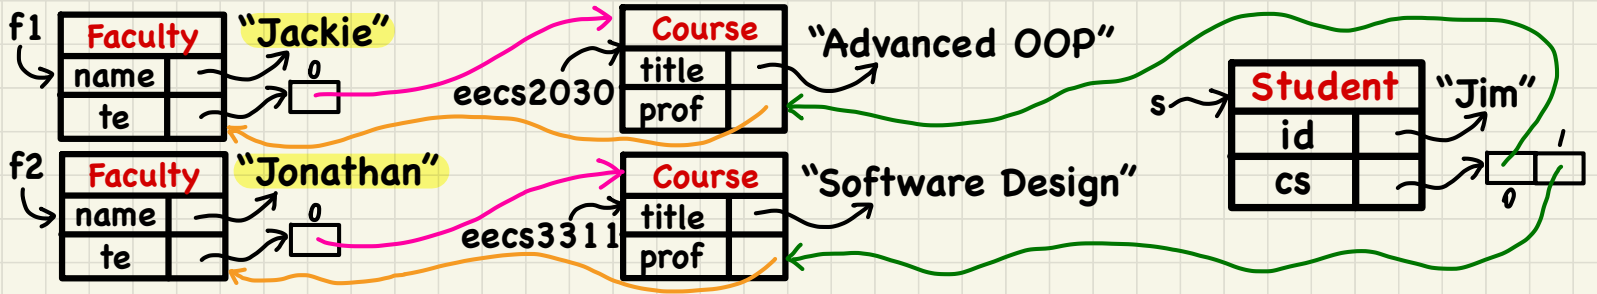 f1
Faculty
name
te
"Jackie"
0
eecs2030
Course
title
prof
"Advanced OOP"
s
Student
id
cs
"Jim"
0
1
f2
Faculty
name
te
"Jonathan"
0
eecs3311
Course
title
prof
"Software Design"